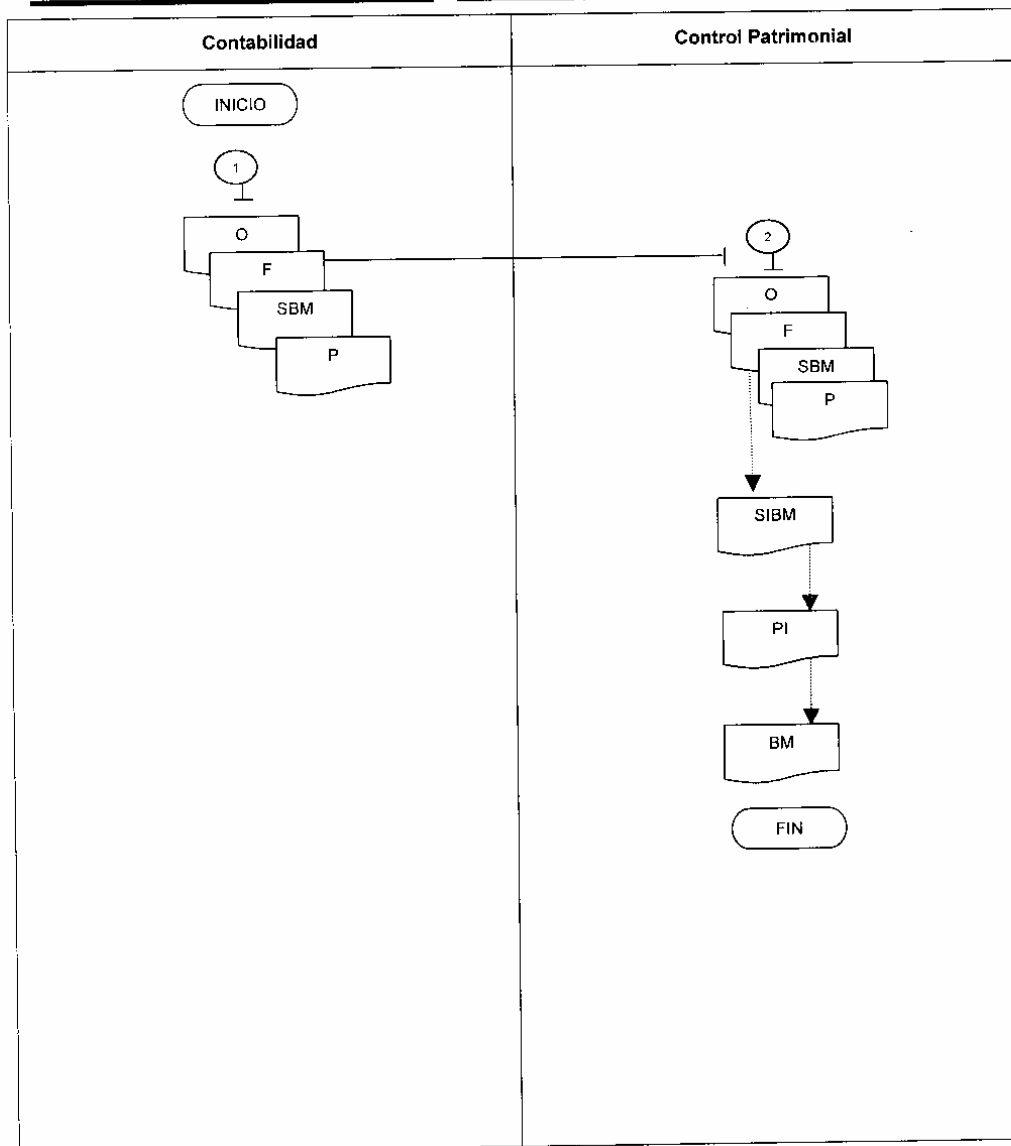 Contabilidad
Control Patrimonial
INICIO
1
O
F
SBM
P
2
O
F
SBM
P
SIBM
PI
BM
FIN